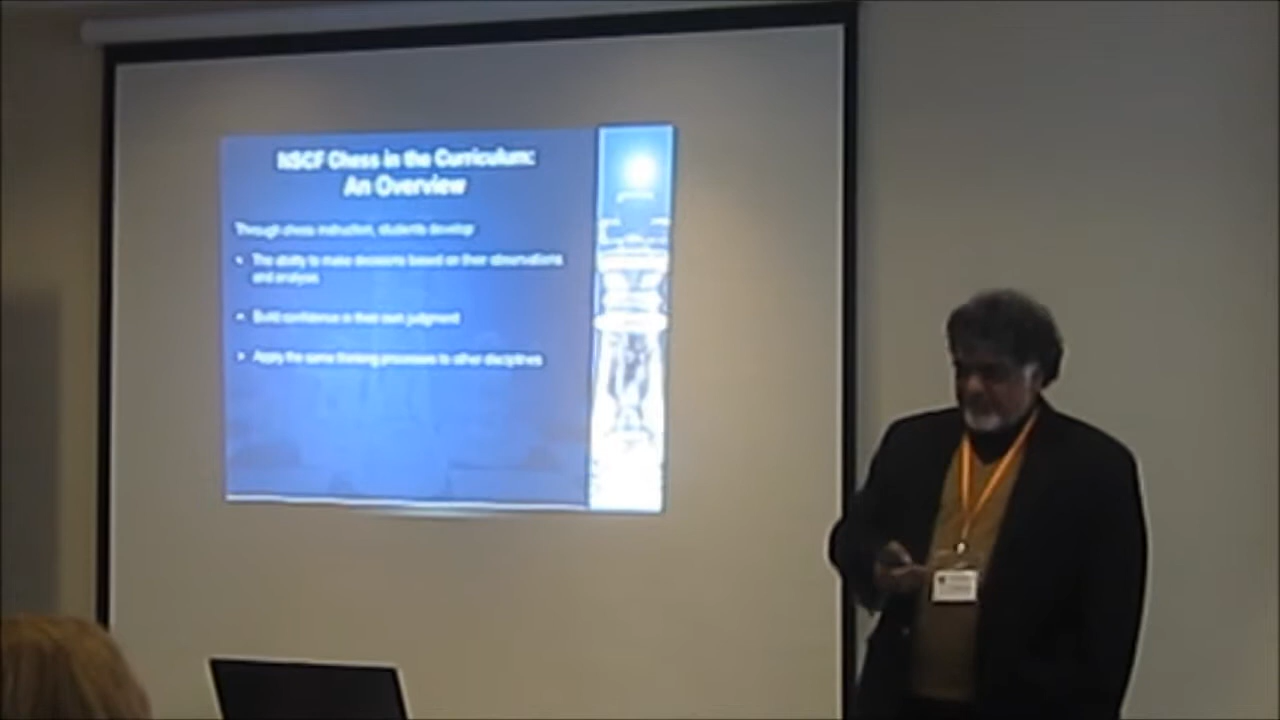 NSCF Chess in the Curriculum:
An Overview
Through chess instruction, students develop:
The ability to make decisions based on their observations
and analysis
Build confidence in their own judgment
Apply the same thinking processes to other disciplines